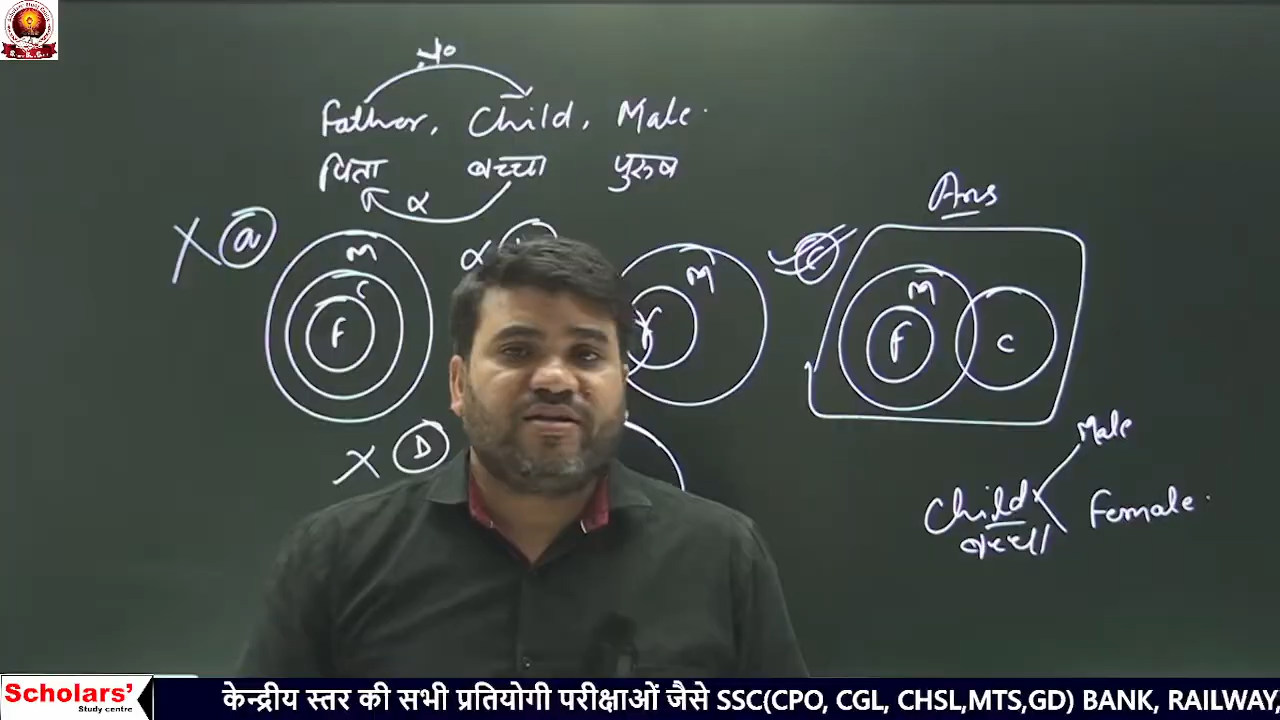 Father, Child, Male.
पिता बच्चा पुरुष
α
Ans
X a
M
C
F
α
M
M
F
C
X D
Male
Child
Female.
बच्चा
Scholars'
Study centre
केन्द्रीय स्तर की सभी प्रतियोगी परीक्षाओं जैसे SSC(CPO, CGL, CHSL,MTS,GD) BANK, RAILWAY,